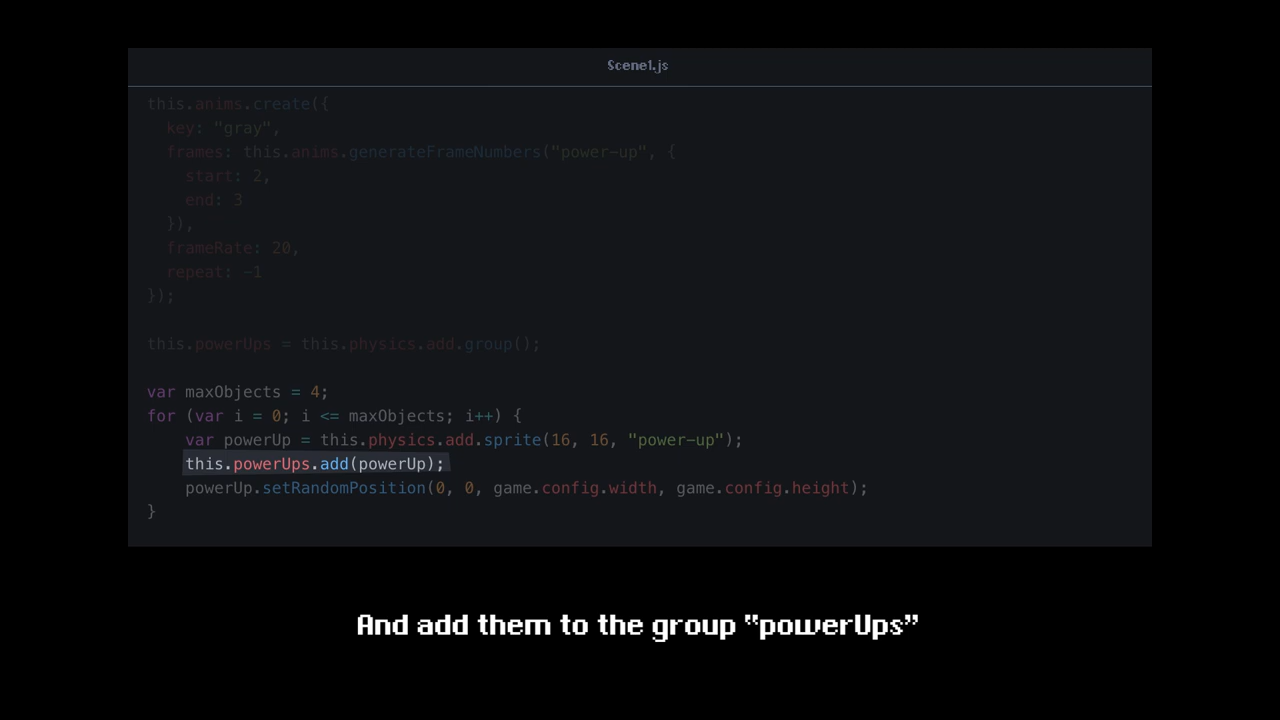 Scene1.js
this.anims.create({
  key: "gray",
  frames: this.anims.generateFrameNumbers("power-up", {
    start: 2,
    end: 3
  }),
  frameRate: 20,
  repeat: -1
});
this.powerUps = this.physics.add.group();
var maxObjects = 4;
for (var i = 0; i <= maxObjects; i++) {
    var powerUp = this.physics.add.sprite(16, 16, "power-up");
    this.powerUps.add(powerUp);
    powerUp.setRandomPosition(0, 0, game.config.width, game.config.height);
}
And add them to the group "powerUps"